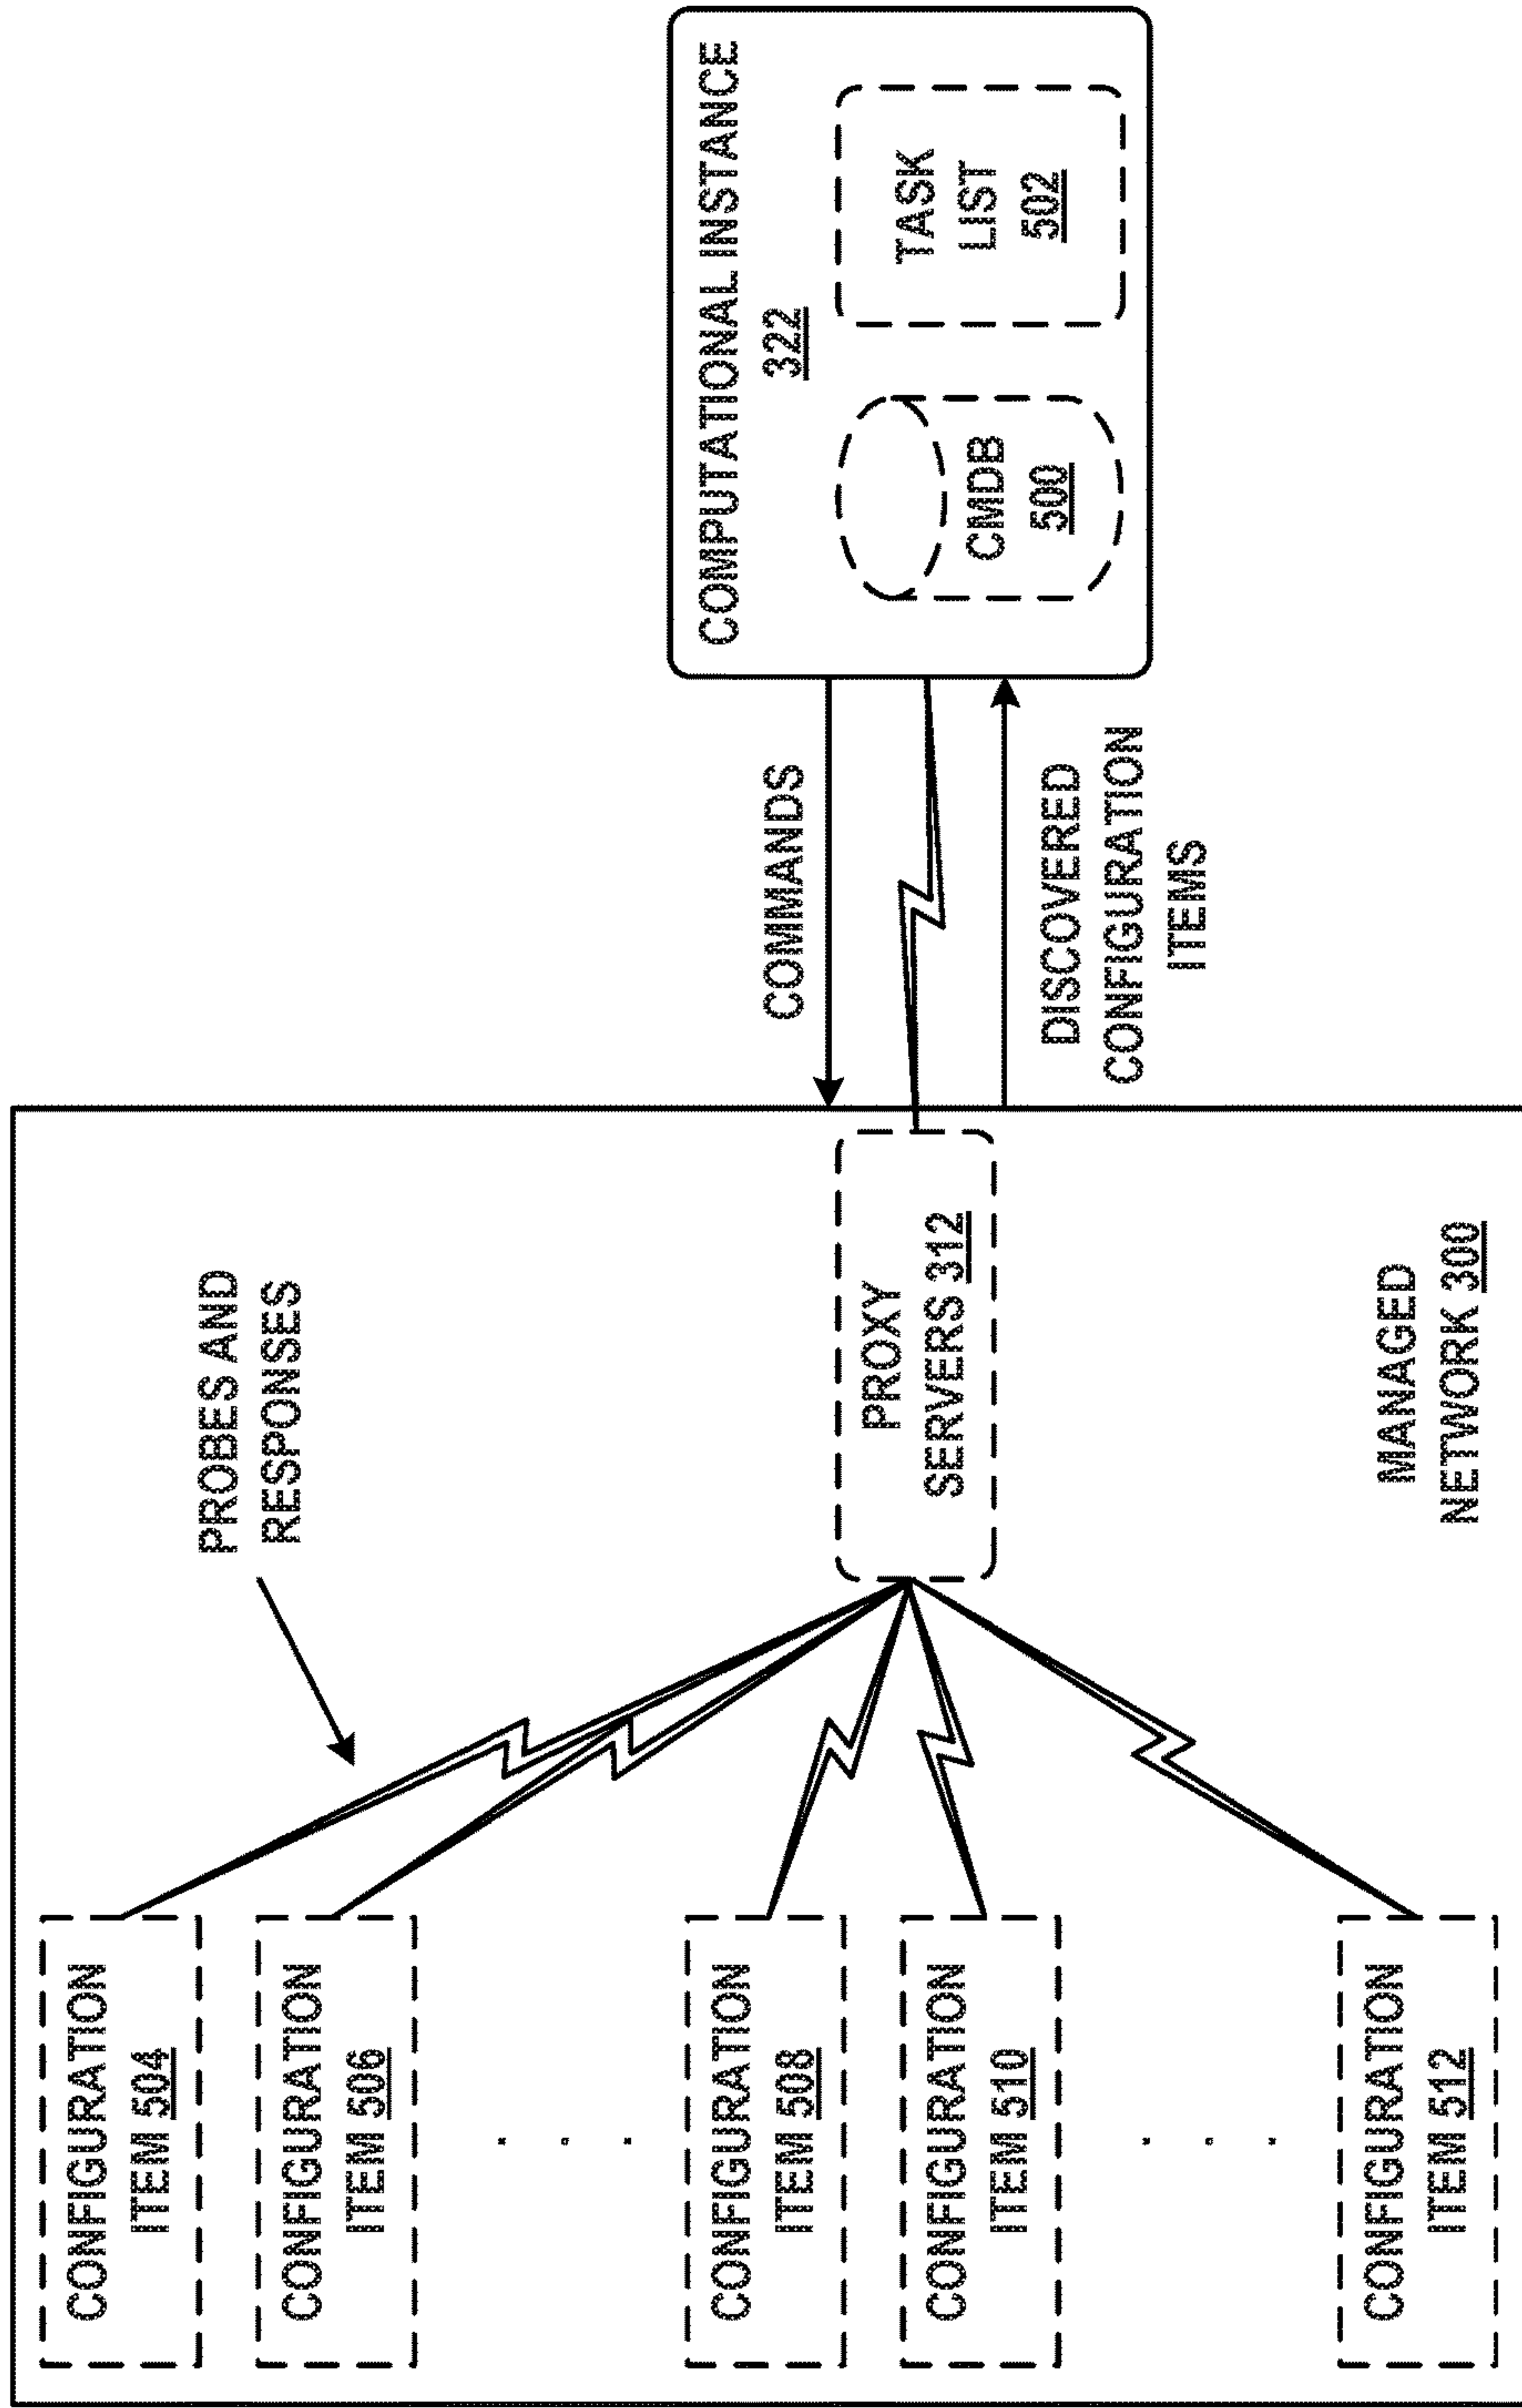 COMPUTATIONAL INSTANCE
322
CMDB
500
TASK
LIST
502
COMMANDS
DISCOVERED
CONFIGURATION
ITEMS
PROBES AND
RESPONSES
PROXY
SERVERS 312
MANAGED
NETWORK 300
CONFIGURATION
ITEM 504
CONFIGURATION
ITEM 506
CONFIGURATION
ITEM 508
CONFIGURATION
ITEM 510
CONFIGURATION
ITEM 512